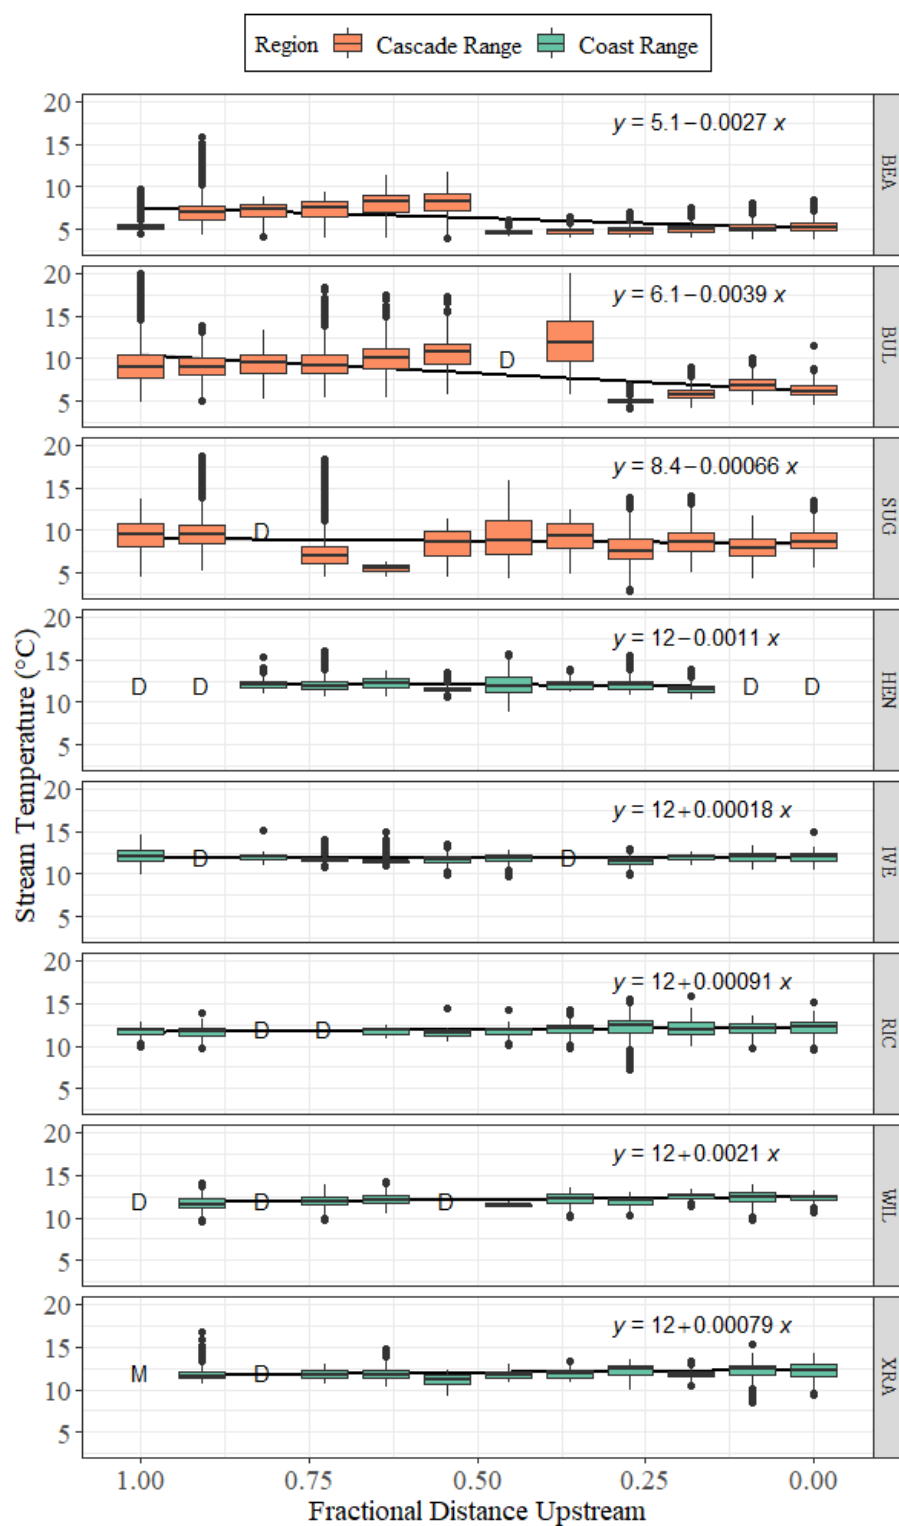 Region Cascade Range Coast Range
20
15
10
5
y = 5.1−0.0027 x
BEA
20
15
10
5
D
y = 6.1−0.0039 x
BUL
20
15
10
5
D
y = 8.4−0.00066 x
SUG
20
15
10
5
D D D D
y = 12−0.0011 x
HEN
20
15
10
5
D D
y = 12+0.00018 x
IVE
20
15
10
5
D D
y = 12+0.00091 x
RIC
20
15
10
5
D D D
y = 12+0.0021 x
WIL
20
15
10
5
M D
y = 12+0.00079 x
XRA
Stream Temperature (°C)
1.00 0.75 0.50 0.25 0.00
Fractional Distance Upstream